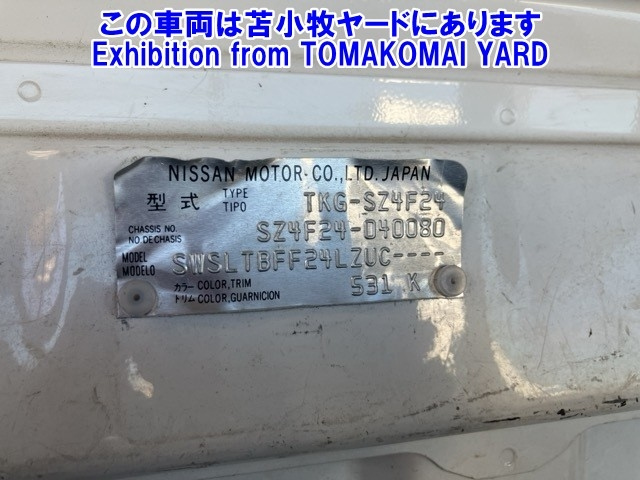 この車両は苫小牧ヤードにあります
Exhibition from TOMAKOMAI YARD
NISSAN MOTOR CO.,LTD. JAPAN
型式 TYPE TIPO TKG-SZ4F24
CHASSIS NO. NO DE CHASIS SZ4F24-040080
MODEL MODELO SWSLTBFF24LZUC----
カラー COLOR,TRIM 531 K
トリム COLOR,GUARNICION